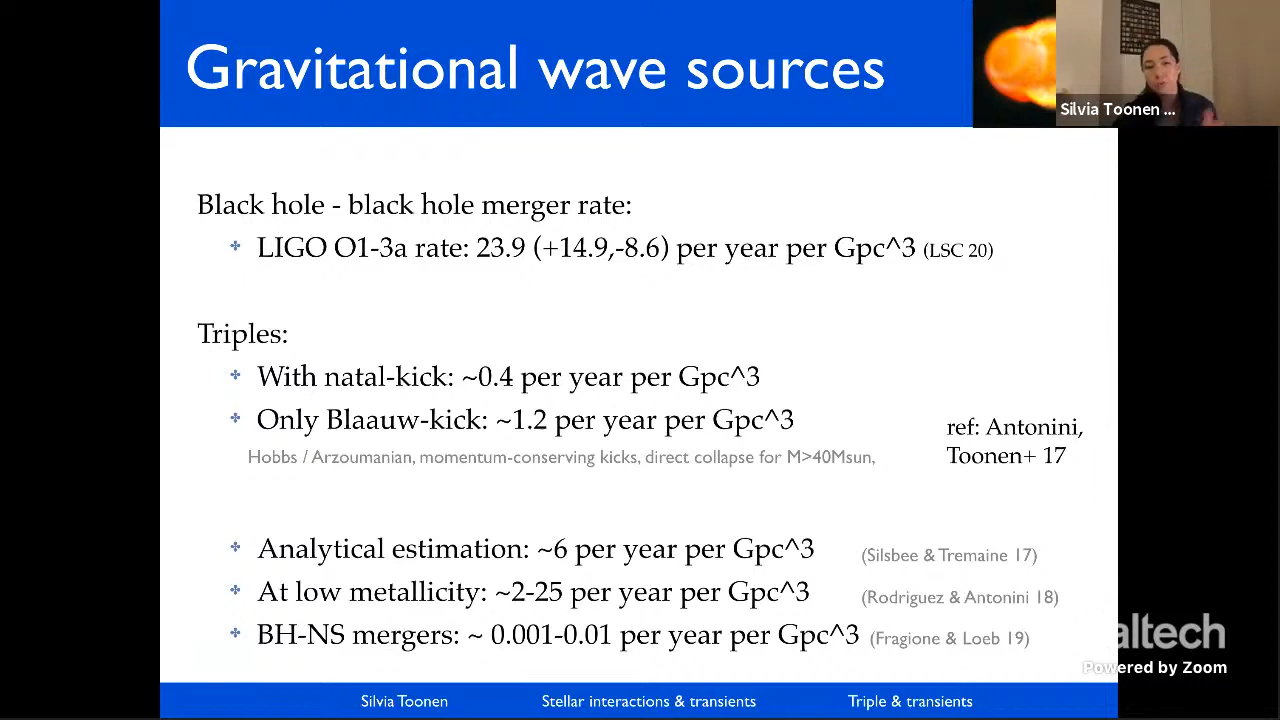 Gravitational wave sources
Silvia Toonen ...
Black hole - black hole merger rate:
LIGO O1-3a rate: 23.9 (+14.9,-8.6) per year per Gpc^3 (LSC 20)
Triples:
With natal-kick: ~0.4 per year per Gpc^3
Only Blaauw-kick: ~1.2 per year per Gpc^3
Hobbs / Arzoumanian, momentum-conserving kicks, direct collapse for M>40Msun,
ref: Antonini,
Toonen+ 17
Analytical estimation: ~6 per year per Gpc^3 (Silsbee & Tremaine 17)
At low metallicity: ~2-25 per year per Gpc^3 (Rodriguez & Antonini 18)
BH-NS mergers: ~ 0.001-0.01 per year per Gpc^3 (Fragione & Loeb 19)
altech
Powered by Zoom
Silvia Toonen Stellar interactions & transients Triple & transients